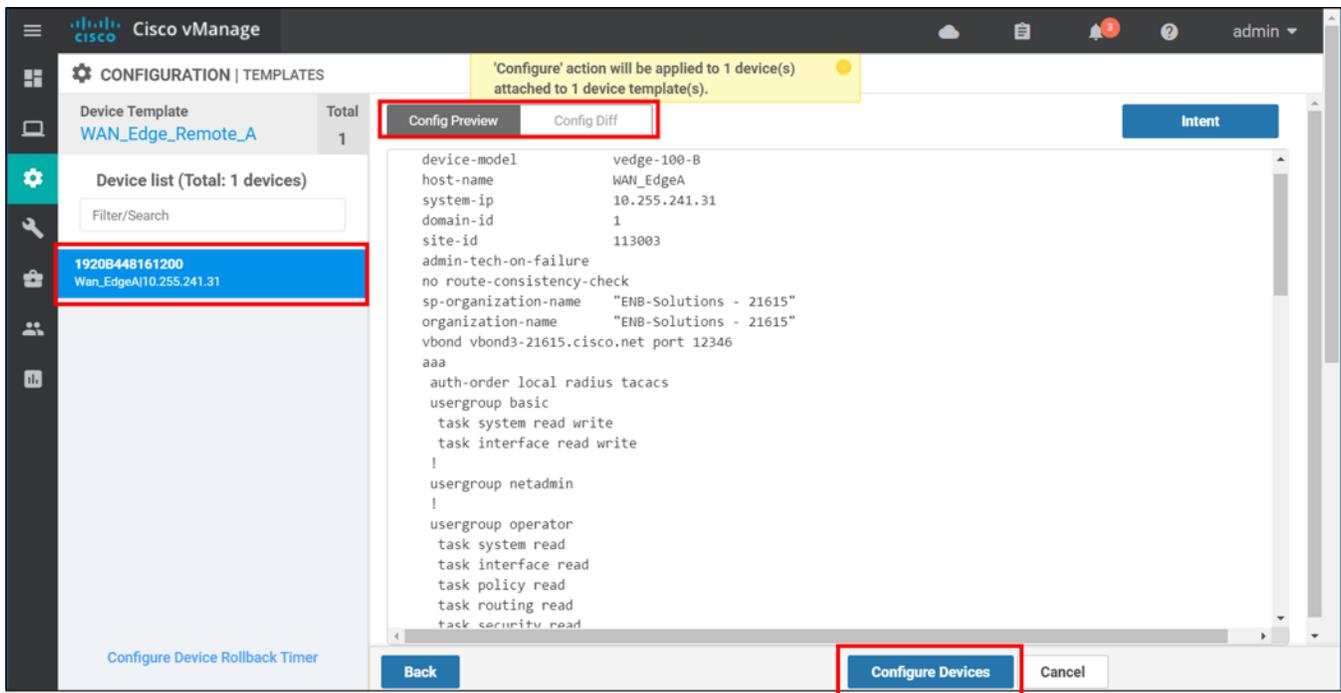 cisco Cisco vManage
3
admin
CONFIGURATION | TEMPLATES
'Configure' action will be applied to 1 device(s)
attached to 1 device template(s).
Device Template
Total
WAN_Edge_Remote_A
1
Device list (Total: 1 devices)
Filter/Search
1920B448161200
Wan_EdgeA|10.255.241.31
Configure Device Rollback Timer
Config Preview
Config Diff
Intent
device-model vedge-100-B
host-name WAN_EdgeA
system-ip 10.255.241.31
domain-id 1
site-id 113003
admin-tech-on-failure
no route-consistency-check
sp-organization-name "ENB-Solutions - 21615"
organization-name "ENB-Solutions - 21615"
vbond vbond3-21615.cisco.net port 12346
aaa
auth-order local radius tacacs
usergroup basic
task system read write
task interface read write
!
usergroup netadmin
!
usergroup operator
task system read
task interface read
task policy read
task routing read
task security read
Back
Configure Devices
Cancel